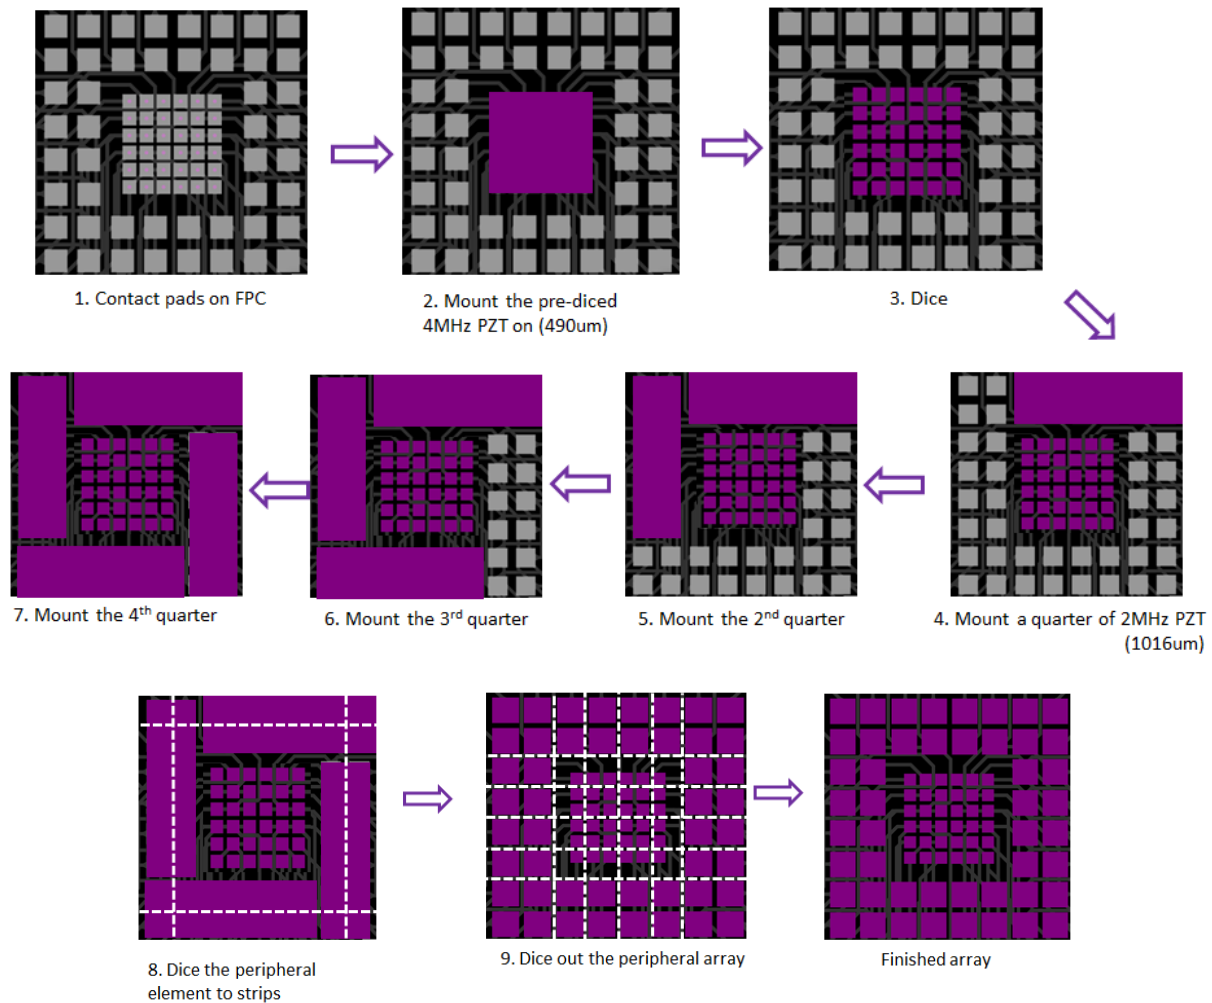 1. Contact pads on FPC
2. Mount the pre-diced
4MHz PZT on (490um)
3. Dice
7. Mount the 4th quarter
6. Mount the 3rd quarter
5. Mount the 2nd quarter
4. Mount a quarter of 2MHz PZT
(1016um)
8. Dice the peripheral
element to strips
9. Dice out the peripheral array
Finished array